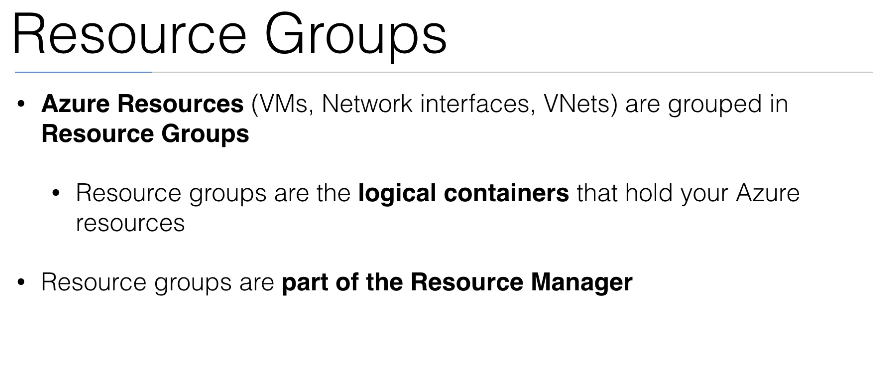 Resource Groups
• Azure Resources (VMs, Network interfaces, VNets) are grouped in
Resource Groups
• Resource groups are the logical containers that hold your Azure
resources
• Resource groups are part of the Resource Manager